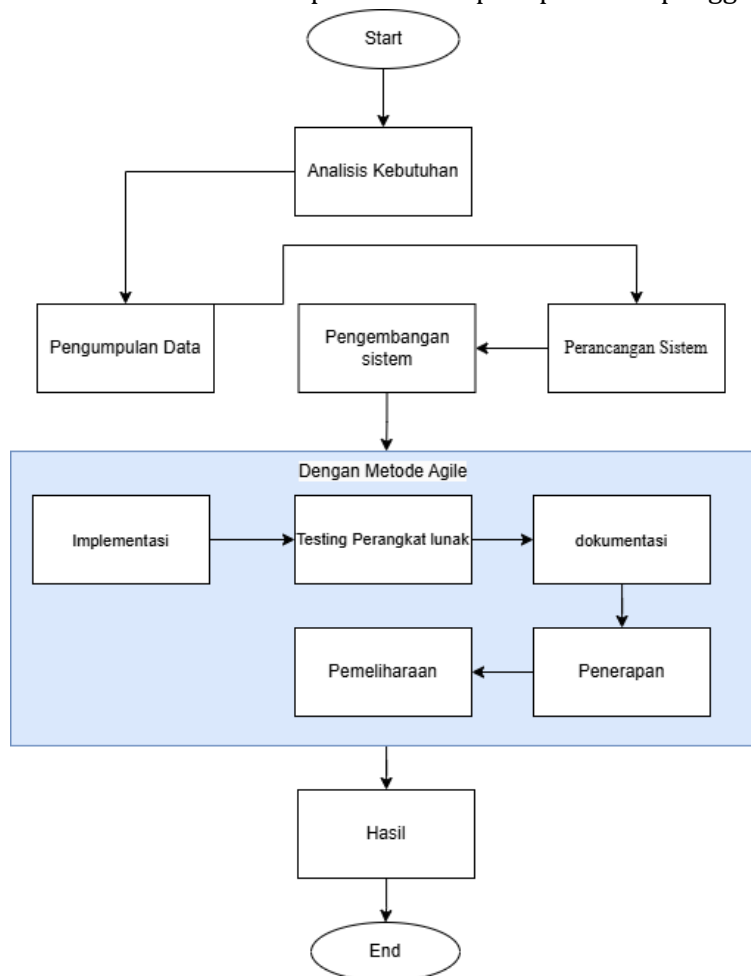 Start
Analisis Kebutuhan
Pengumpulan Data
Pengembangan
sistem
Perancangan Sistem
Dengan Metode Agile
Implementasi
Testing Perangkat lunak
dokumentasi
Pemeliharaan
Penerapan
Hasil
End